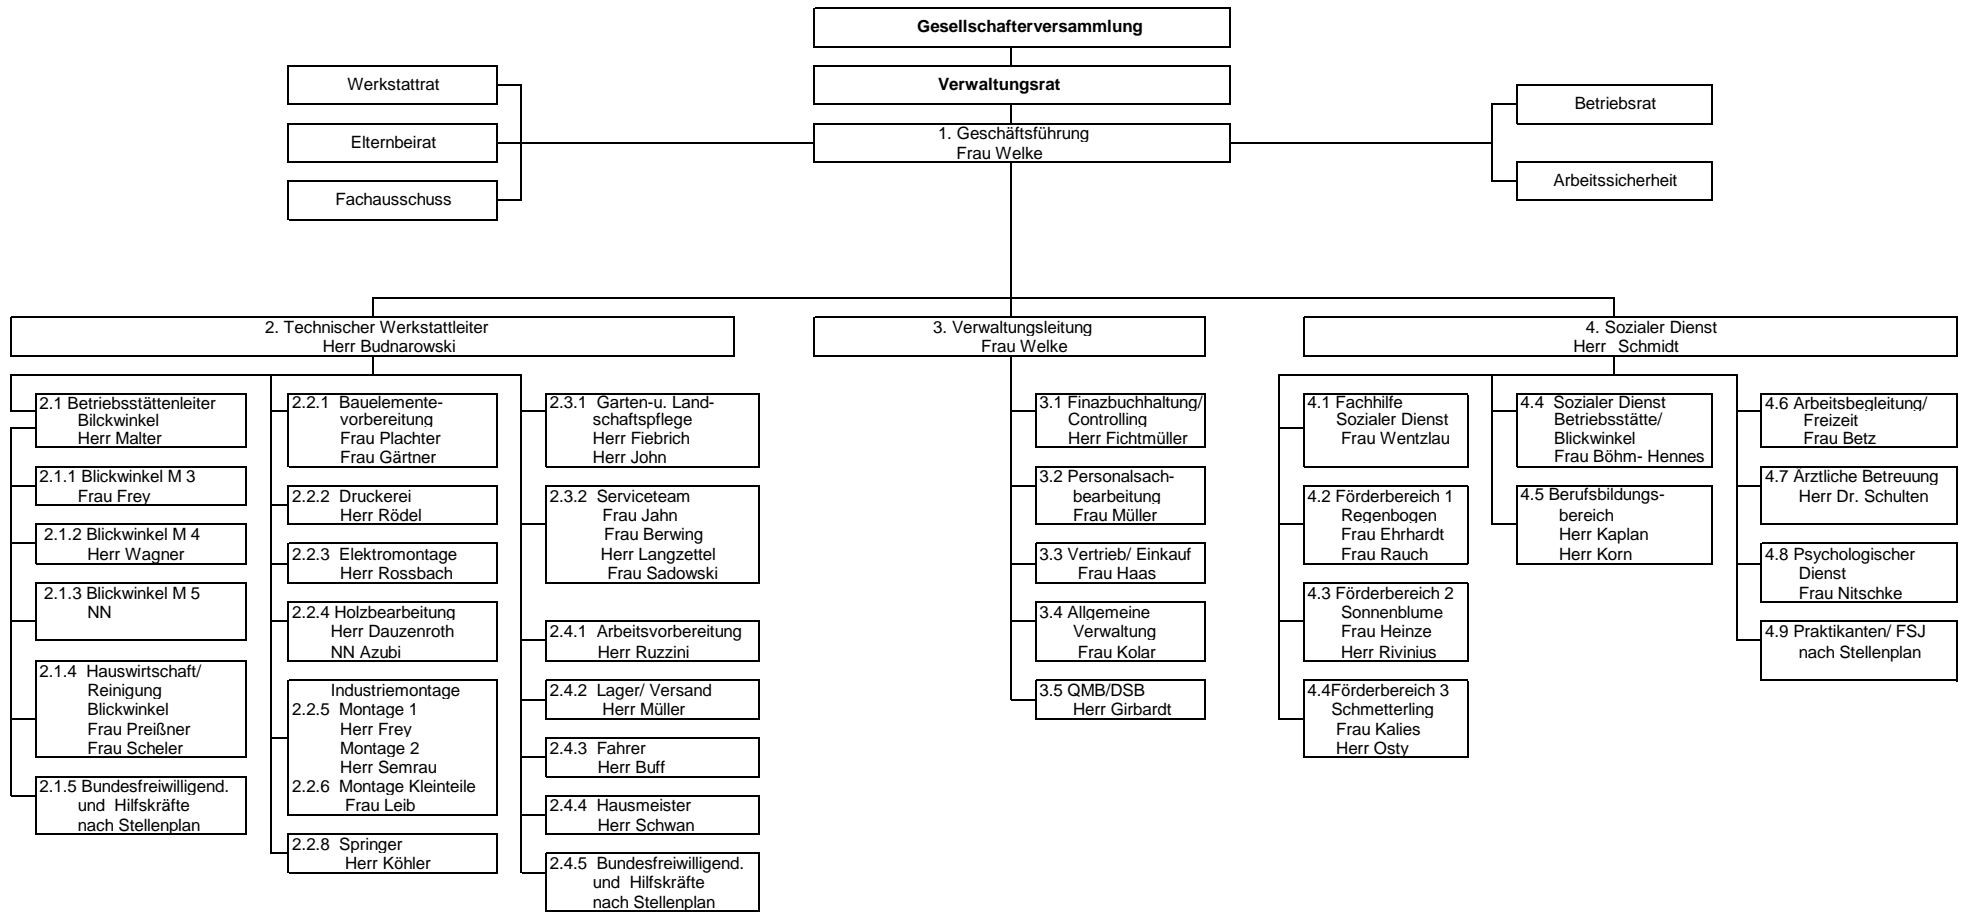 Gesellschafterversammlung
Verwaltungsrat
1. Geschäftsführung
Frau Welke
Werkstattrat
Elternbeirat
Fachausschuss
Betriebsrat
Arbeitssicherheit
2. Technischer Werkstattleiter
Herr Budnarowski
3. Verwaltungsleitung
Frau Welke
4. Sozialer Dienst
Herr Schmidt
2.1 Betriebsstättenleiter
Bilckwinkel
Herr Malter
2.1.1 Blickwinkel M 3
Frau Frey
2.1.2 Blickwinkel M 4
Herr Wagner
2.1.3 Blickwinkel M 5
NN
2.1.4 Hauswirtschaft/
Reinigung
Blickwinkel
Frau Preißner
Frau Scheler
2.1.5 Bundesfreiwilligend.
und Hilfskräfte
nach Stellenplan
2.2.1 Bauelemente-
vorbereitung
Frau Plachter
Frau Gärtner
2.2.2 Druckerei
Herr Rödel
2.2.3 Elektromontage
Herr Rossbach
2.2.4 Holzbearbeitung
Herr Dauzenroth
NN Azubi
Industriemontage
2.2.5 Montage 1
Herr Frey
Montage 2
Herr Semrau
2.2.6 Montage Kleinteile
Frau Leib
2.2.8 Springer
Herr Köhler
2.3.1 Garten-u. Land-
schaftspflege
Herr Fiebrich
Herr John
2.3.2 Serviceteam
Frau Jahn
Frau Berwing
Herr Langzettel
Frau Sadowski
2.4.1 Arbeitsvorbereitung
Herr Ruzzini
2.4.2 Lager/ Versand
Herr Müller
2.4.3 Fahrer
Herr Buff
2.4.4 Hausmeister
Herr Schwan
2.4.5 Bundesfreiwilligend.
und Hilfskräfte
nach Stellenplan
3.1 Finazbuchhaltung/
Controlling
Herr Fichtmüller
3.2 Personalsach-
bearbeitung
Frau Müller
3.3 Vertrieb/ Einkauf
Frau Haas
3.4 Allgemeine
Verwaltung
Frau Kolar
3.5 QMB/DSB
Herr Girbardt
4.1 Fachhilfe
Sozialer Dienst
Frau Wentzlau
4.2 Förderbereich 1
Regenbogen
Frau Ehrhardt
Frau Rauch
4.3 Förderbereich 2
Sonnenblume
Frau Heinze
Herr Rivinius
4.4Förderbereich 3
Schmetterling
Frau Kalies
Herr Osty
4.4 Sozialer Dienst
Betriebsstätte/
Blickwinkel
Frau Böhm- Hennes
4.5 Berufsbildungs-
bereich
Herr Kaplan
Herr Korn
4.6 Arbeitsbegleitung/
Freizeit
Frau Betz
4.7 Ärztliche Betreuung
Herr Dr. Schulten
4.8 Psychologischer
Dienst
Frau Nitschke
4.9 Praktikanten/ FSJ
nach Stellenplan